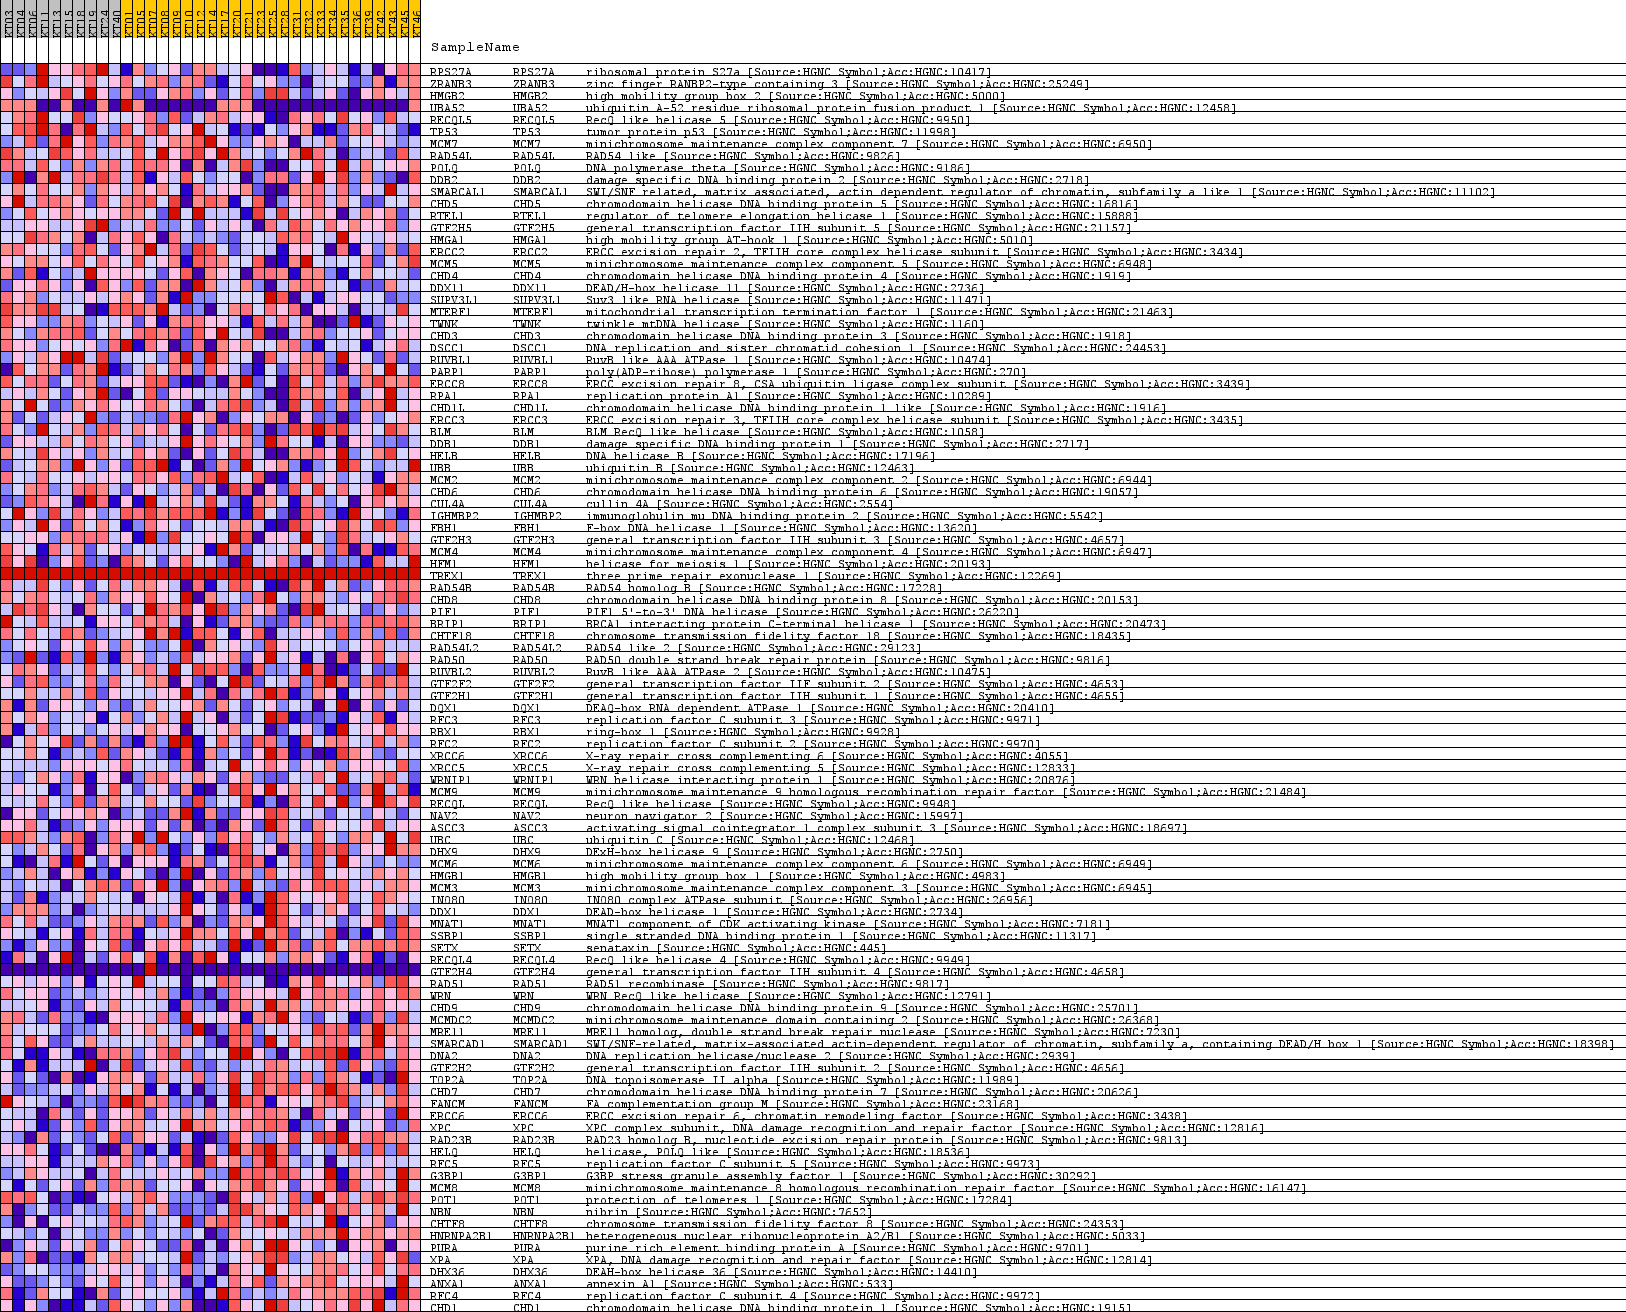 KT03 KT04 KT06 KT11 KT13 KT15 KT18 KT19 KT24 KT40 KT01 KT05 KT07 KT08 KT09 KT10 KT12 KT14 KT17 KT20 KT21 KT23 KT25 KT28 KT31 KT32 KT33 KT34 KT35 KT36 KT39 KT42 KT43 KT45 KT46
SampleName
RPS27A RPS27A ribosomal protein S27a [Source:HGNC Symbol;Acc:HGNC:10417]
ZRANB3 ZRANB3 zinc finger RANBP2-type containing 3 [Source:HGNC Symbol;Acc:HGNC:25249]
HMGB2 HMGB2 high mobility group box 2 [Source:HGNC Symbol;Acc:HGNC:5000]
UBA52 UBA52 ubiquitin A-52 residue ribosomal protein fusion product 1 [Source:HGNC Symbol;Acc:HGNC:12458]
RECQL5 RECQL5 RecQ like helicase 5 [Source:HGNC Symbol;Acc:HGNC:9950]
TP53 TP53 tumor protein p53 [Source:HGNC Symbol;Acc:HGNC:11998]
MCM7 MCM7 minichromosome maintenance complex component 7 [Source:HGNC Symbol;Acc:HGNC:6950]
RAD54L RAD54L RAD54 like [Source:HGNC Symbol;Acc:HGNC:9826]
POLQ POLQ DNA polymerase theta [Source:HGNC Symbol;Acc:HGNC:9186]
DDB2 DDB2 damage specific DNA binding protein 2 [Source:HGNC Symbol;Acc:HGNC:2718]
SMARCAL1 SMARCAL1 SWI/SNF related, matrix associated, actin dependent regulator of chromatin, subfamily a like 1 [Source:HGNC Symbol;Acc:HGNC:11102]
CHD5 CHD5 chromodomain helicase DNA binding protein 5 [Source:HGNC Symbol;Acc:HGNC:16816]
RTEL1 RTEL1 regulator of telomere elongation helicase 1 [Source:HGNC Symbol;Acc:HGNC:15888]
GTF2H5 GTF2H5 general transcription factor IIH subunit 5 [Source:HGNC Symbol;Acc:HGNC:21157]
HMGA1 HMGA1 high mobility group AT-hook 1 [Source:HGNC Symbol;Acc:HGNC:5010]
ERCC2 ERCC2 ERCC excision repair 2, TFIIH core complex helicase subunit [Source:HGNC Symbol;Acc:HGNC:3434]
MCM5 MCM5 minichromosome maintenance complex component 5 [Source:HGNC Symbol;Acc:HGNC:6948]
CHD4 CHD4 chromodomain helicase DNA binding protein 4 [Source:HGNC Symbol;Acc:HGNC:1919]
DDX11 DDX11 DEAD/H-box helicase 11 [Source:HGNC Symbol;Acc:HGNC:2736]
SUPV3L1 SUPV3L1 Suv3 like RNA helicase [Source:HGNC Symbol;Acc:HGNC:11471]
MTERF1 MTERF1 mitochondrial transcription termination factor 1 [Source:HGNC Symbol;Acc:HGNC:21463]
TWNK TWNK twinkle mtDNA helicase [Source:HGNC Symbol;Acc:HGNC:1160]
CHD3 CHD3 chromodomain helicase DNA binding protein 3 [Source:HGNC Symbol;Acc:HGNC:1918]
DSCC1 DSCC1 DNA replication and sister chromatid cohesion 1 [Source:HGNC Symbol;Acc:HGNC:24453]
RUVBL1 RUVBL1 RuvB like AAA ATPase 1 [Source:HGNC Symbol;Acc:HGNC:10474]
PARP1 PARP1 poly(ADP-ribose) polymerase 1 [Source:HGNC Symbol;Acc:HGNC:270]
ERCC8 ERCC8 ERCC excision repair 8, CSA ubiquitin ligase complex subunit [Source:HGNC Symbol;Acc:HGNC:3439]
RPA1 RPA1 replication protein A1 [Source:HGNC Symbol;Acc:HGNC:10289]
CHD1L CHD1L chromodomain helicase DNA binding protein 1 like [Source:HGNC Symbol;Acc:HGNC:1916]
ERCC3 ERCC3 ERCC excision repair 3, TFIIH core complex helicase subunit [Source:HGNC Symbol;Acc:HGNC:3435]
BLM BLM BLM RecQ like helicase [Source:HGNC Symbol;Acc:HGNC:1058]
DDB1 DDB1 damage specific DNA binding protein 1 [Source:HGNC Symbol;Acc:HGNC:2717]
HELB HELB DNA helicase B [Source:HGNC Symbol;Acc:HGNC:17196]
UBB UBB ubiquitin B [Source:HGNC Symbol;Acc:HGNC:12463]
MCM2 MCM2 minichromosome maintenance complex component 2 [Source:HGNC Symbol;Acc:HGNC:6944]
CHD6 CHD6 chromodomain helicase DNA binding protein 6 [Source:HGNC Symbol;Acc:HGNC:19057]
CUL4A CUL4A cullin 4A [Source:HGNC Symbol;Acc:HGNC:2554]
IGHMBP2 IGHMBP2 immunoglobulin mu DNA binding protein 2 [Source:HGNC Symbol;Acc:HGNC:5542]
FBH1 FBH1 F-box DNA helicase 1 [Source:HGNC Symbol;Acc:HGNC:13620]
GTF2H3 GTF2H3 general transcription factor IIH subunit 3 [Source:HGNC Symbol;Acc:HGNC:4657]
MCM4 MCM4 minichromosome maintenance complex component 4 [Source:HGNC Symbol;Acc:HGNC:6947]
HFM1 HFM1 helicase for meiosis 1 [Source:HGNC Symbol;Acc:HGNC:20193]
TREX1 TREX1 three prime repair exonuclease 1 [Source:HGNC Symbol;Acc:HGNC:12269]
RAD54B RAD54B RAD54 homolog B [Source:HGNC Symbol;Acc:HGNC:17228]
CHD8 CHD8 chromodomain helicase DNA binding protein 8 [Source:HGNC Symbol;Acc:HGNC:20153]
PIF1 PIF1 PIF1 5'-to-3' DNA helicase [Source:HGNC Symbol;Acc:HGNC:26220]
BRIP1 BRIP1 BRCA1 interacting protein C-terminal helicase 1 [Source:HGNC Symbol;Acc:HGNC:20473]
CHTF18 CHTF18 chromosome transmission fidelity factor 18 [Source:HGNC Symbol;Acc:HGNC:18435]
RAD54L2 RAD54L2 RAD54 like 2 [Source:HGNC Symbol;Acc:HGNC:29123]
RAD50 RAD50 RAD50 double strand break repair protein [Source:HGNC Symbol;Acc:HGNC:9816]
RUVBL2 RUVBL2 RuvB like AAA ATPase 2 [Source:HGNC Symbol;Acc:HGNC:10475]
GTF2F2 GTF2F2 general transcription factor IIF subunit 2 [Source:HGNC Symbol;Acc:HGNC:4653]
GTF2H1 GTF2H1 general transcription factor IIH subunit 1 [Source:HGNC Symbol;Acc:HGNC:4655]
DQX1 DQX1 DEAQ-box RNA dependent ATPase 1 [Source:HGNC Symbol;Acc:HGNC:20410]
RFC3 RFC3 replication factor C subunit 3 [Source:HGNC Symbol;Acc:HGNC:9971]
RBX1 RBX1 ring-box 1 [Source:HGNC Symbol;Acc:HGNC:9928]
RFC2 RFC2 replication factor C subunit 2 [Source:HGNC Symbol;Acc:HGNC:9970]
XRCC6 XRCC6 X-ray repair cross complementing 6 [Source:HGNC Symbol;Acc:HGNC:4055]
XRCC5 XRCC5 X-ray repair cross complementing 5 [Source:HGNC Symbol;Acc:HGNC:12833]
WRNIP1 WRNIP1 WRN helicase interacting protein 1 [Source:HGNC Symbol;Acc:HGNC:20876]
MCM9 MCM9 minichromosome maintenance 9 homologous recombination repair factor [Source:HGNC Symbol;Acc:HGNC:21484]
RECQL RECQL RecQ like helicase [Source:HGNC Symbol;Acc:HGNC:9948]
NAV2 NAV2 neuron navigator 2 [Source:HGNC Symbol;Acc:HGNC:15997]
ASCC3 ASCC3 activating signal cointegrator 1 complex subunit 3 [Source:HGNC Symbol;Acc:HGNC:18697]
UBC UBC ubiquitin C [Source:HGNC Symbol;Acc:HGNC:12468]
DHX9 DHX9 DExH-box helicase 9 [Source:HGNC Symbol;Acc:HGNC:2750]
MCM6 MCM6 minichromosome maintenance complex component 6 [Source:HGNC Symbol;Acc:HGNC:6949]
HMGB1 HMGB1 high mobility group box 1 [Source:HGNC Symbol;Acc:HGNC:4983]
MCM3 MCM3 minichromosome maintenance complex component 3 [Source:HGNC Symbol;Acc:HGNC:6945]
INO80 INO80 INO80 complex ATPase subunit [Source:HGNC Symbol;Acc:HGNC:26956]
DDX1 DDX1 DEAD-box helicase 1 [Source:HGNC Symbol;Acc:HGNC:2734]
MNAT1 MNAT1 MNAT1 component of CDK activating kinase [Source:HGNC Symbol;Acc:HGNC:7181]
SSBP1 SSBP1 single stranded DNA binding protein 1 [Source:HGNC Symbol;Acc:HGNC:11317]
SETX SETX senataxin [Source:HGNC Symbol;Acc:HGNC:445]
RECQL4 RECQL4 RecQ like helicase 4 [Source:HGNC Symbol;Acc:HGNC:9949]
GTF2H4 GTF2H4 general transcription factor IIH subunit 4 [Source:HGNC Symbol;Acc:HGNC:4658]
RAD51 RAD51 RAD51 recombinase [Source:HGNC Symbol;Acc:HGNC:9817]
WRN WRN WRN RecQ like helicase [Source:HGNC Symbol;Acc:HGNC:12791]
CHD9 CHD9 chromodomain helicase DNA binding protein 9 [Source:HGNC Symbol;Acc:HGNC:25701]
MCMDC2 MCMDC2 minichromosome maintenance domain containing 2 [Source:HGNC Symbol;Acc:HGNC:26368]
MRE11 MRE11 MRE11 homolog, double strand break repair nuclease [Source:HGNC Symbol;Acc:HGNC:7230]
SMARCAD1 SMARCAD1 SWI/SNF-related, matrix-associated actin-dependent regulator of chromatin, subfamily a, containing DEAD/H box 1 [Source:HGNC Symbol;Acc:HGNC:18398]
DNA2 DNA2 DNA replication helicase/nuclease 2 [Source:HGNC Symbol;Acc:HGNC:2939]
GTF2H2 GTF2H2 general transcription factor IIH subunit 2 [Source:HGNC Symbol;Acc:HGNC:4656]
TOP2A TOP2A DNA topoisomerase II alpha [Source:HGNC Symbol;Acc:HGNC:11989]
CHD7 CHD7 chromodomain helicase DNA binding protein 7 [Source:HGNC Symbol;Acc:HGNC:20626]
FANCM FANCM FA complementation group M [Source:HGNC Symbol;Acc:HGNC:23168]
ERCC6 ERCC6 ERCC excision repair 6, chromatin remodeling factor [Source:HGNC Symbol;Acc:HGNC:3438]
XPC XPC XPC complex subunit, DNA damage recognition and repair factor [Source:HGNC Symbol;Acc:HGNC:12816]
RAD23B RAD23B RAD23 homolog B, nucleotide excision repair protein [Source:HGNC Symbol;Acc:HGNC:9813]
HELQ HELQ helicase, POLQ like [Source:HGNC Symbol;Acc:HGNC:18536]
RFC5 RFC5 replication factor C subunit 5 [Source:HGNC Symbol;Acc:HGNC:9973]
G3BP1 G3BP1 G3BP stress granule assembly factor 1 [Source:HGNC Symbol;Acc:HGNC:30292]
MCM8 MCM8 minichromosome maintenance 8 homologous recombination repair factor [Source:HGNC Symbol;Acc:HGNC:16147]
POT1 POT1 protection of telomeres 1 [Source:HGNC Symbol;Acc:HGNC:17284]
NBN NBN nibrin [Source:HGNC Symbol;Acc:HGNC:7652]
CHTF8 CHTF8 chromosome transmission fidelity factor 8 [Source:HGNC Symbol;Acc:HGNC:24353]
HNRNPA2B1 HNRNPA2B1 heterogeneous nuclear ribonucleoprotein A2/B1 [Source:HGNC Symbol;Acc:HGNC:5033]
PURA PURA purine rich element binding protein A [Source:HGNC Symbol;Acc:HGNC:9701]
XPA XPA XPA, DNA damage recognition and repair factor [Source:HGNC Symbol;Acc:HGNC:12814]
DHX36 DHX36 DEAH-box helicase 36 [Source:HGNC Symbol;Acc:HGNC:14410]
ANXA1 ANXA1 annexin A1 [Source:HGNC Symbol;Acc:HGNC:533]
RFC4 RFC4 replication factor C subunit 4 [Source:HGNC Symbol;Acc:HGNC:9972]
CHD1 CHD1 chromodomain helicase DNA binding protein 1 [Source:HGNC Symbol;Acc:HGNC:1915]